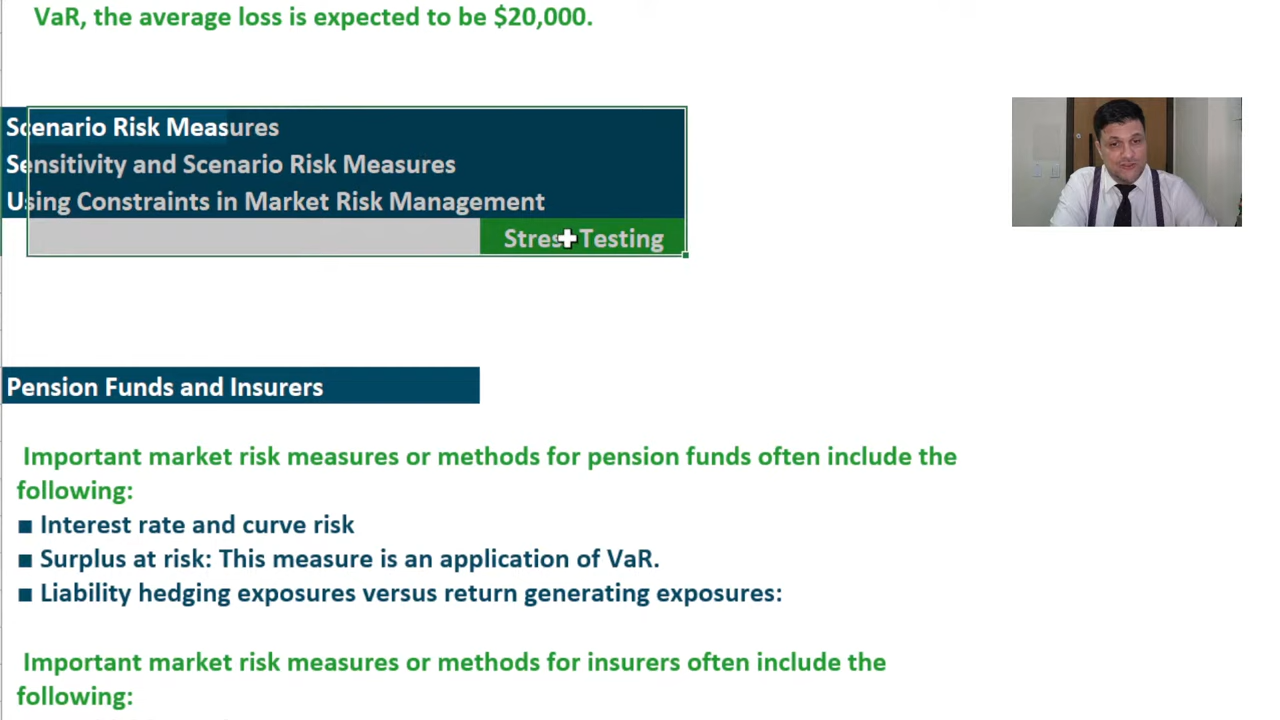 VaR, the average loss is expected to be $20,000.
Scenario Risk Measures
Sensitivity and Scenario Risk Measures
Using Constraints in Market Risk Management
Stress Testing
Pension Funds and Insurers
Important market risk measures or methods for pension funds often include the
following:
■ Interest rate and curve risk
■ Surplus at risk: This measure is an application of VaR.
■ Liability hedging exposures versus return generating exposures:
Important market risk measures or methods for insurers often include the
following: